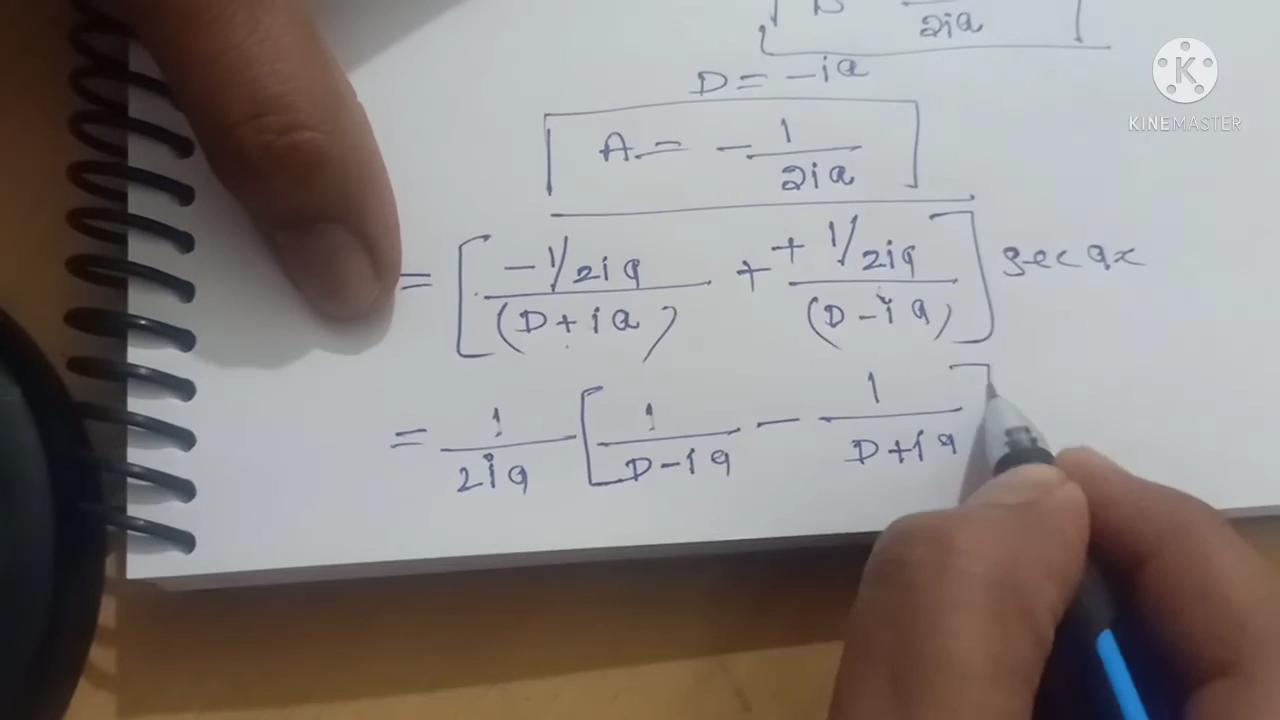 2ia
D = -ia
A = - 1/2ia
= [ -1/2ia / (D+ia) + + 1/2ia / (D-ia) ] sec ax
= 1/2ia [ 1/D-ia - 1/D+ia ]
K
KINEMASTER